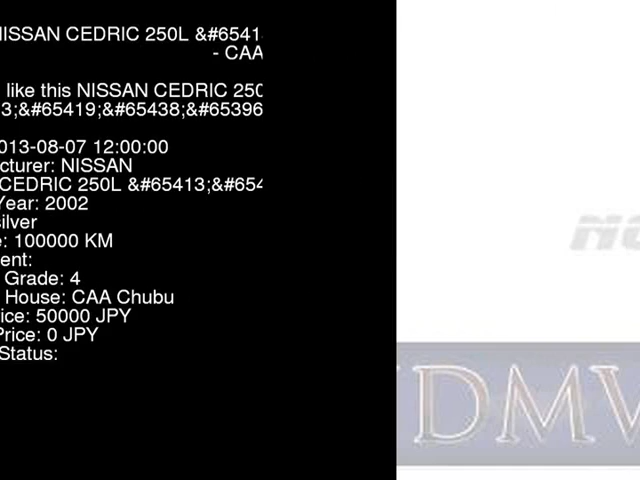 NISSAN CEDRIC 250L &#6541
- CAA
like this NISSAN CEDRIC 250
3;&#65419;&#65438;&#65396
013-08-07 12:00:00
cturer: NISSAN
CEDRIC 250L &#65413;&#654
Year: 2002
silver
e: 100000 KM
ent:
Grade: 4
House: CAA Chubu
ice: 50000 JPY
Price: 0 JPY
Status:
DMV